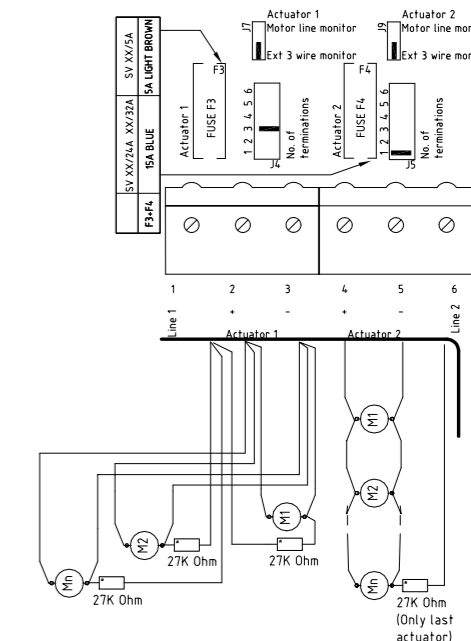 Actuator 1
Motor line monitor
J7
Ext 3 wire monitor
Actuator 2
J9
Motor line mon
Ext 3 wire mon
SV XX/5A
5A LIGHT BROWN
SV XX/24A XX/32A
15A BLUE
F3+F4
Actuator 1
F3
FUSE F3
1 2 3 4 5 6
J4
No. of
terminations
Actuator 2
F4
FUSE F4
1 2 3 4 5 6
J5
No. of
terminations
1 2 3 4 5 6
+ - + -
Line 1
Actuator 1
Actuator 2
Line 2
M1
M2
M1
M2
27K Ohm
27K Ohm
Mn
27K Ohm
Mn
27K Ohm
(Only last
actuator)